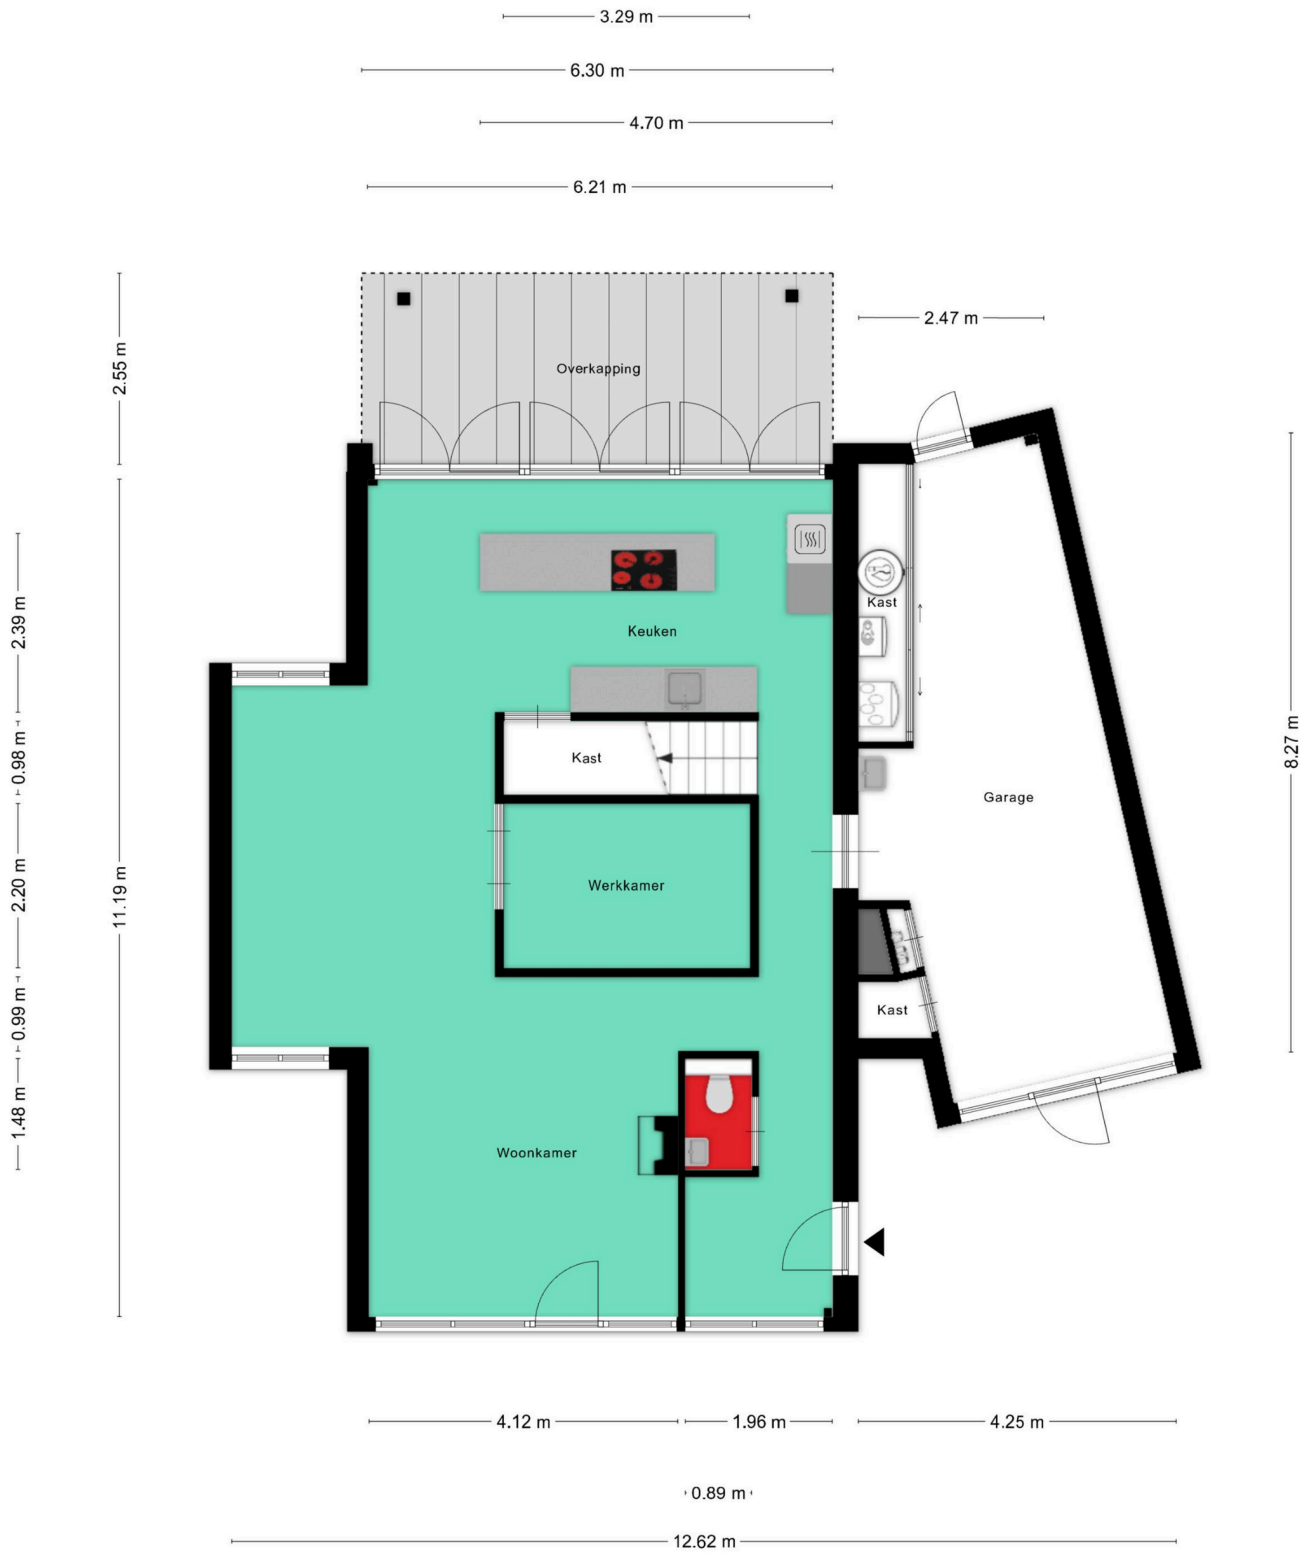 3.29 m
6.30 m
4.70 m
6.21 m
2.47 m
2.55 m
Overkapping
8.27 m
2.39 m
0.98 m
2.20 m
0.99 m
1.48 m
11.19 m
Kast
Keuken
Kast
Garage
Werkkamer
Kast
Woonkamer
4.12 m
1.96 m
4.25 m
0.89 m
12.62 m